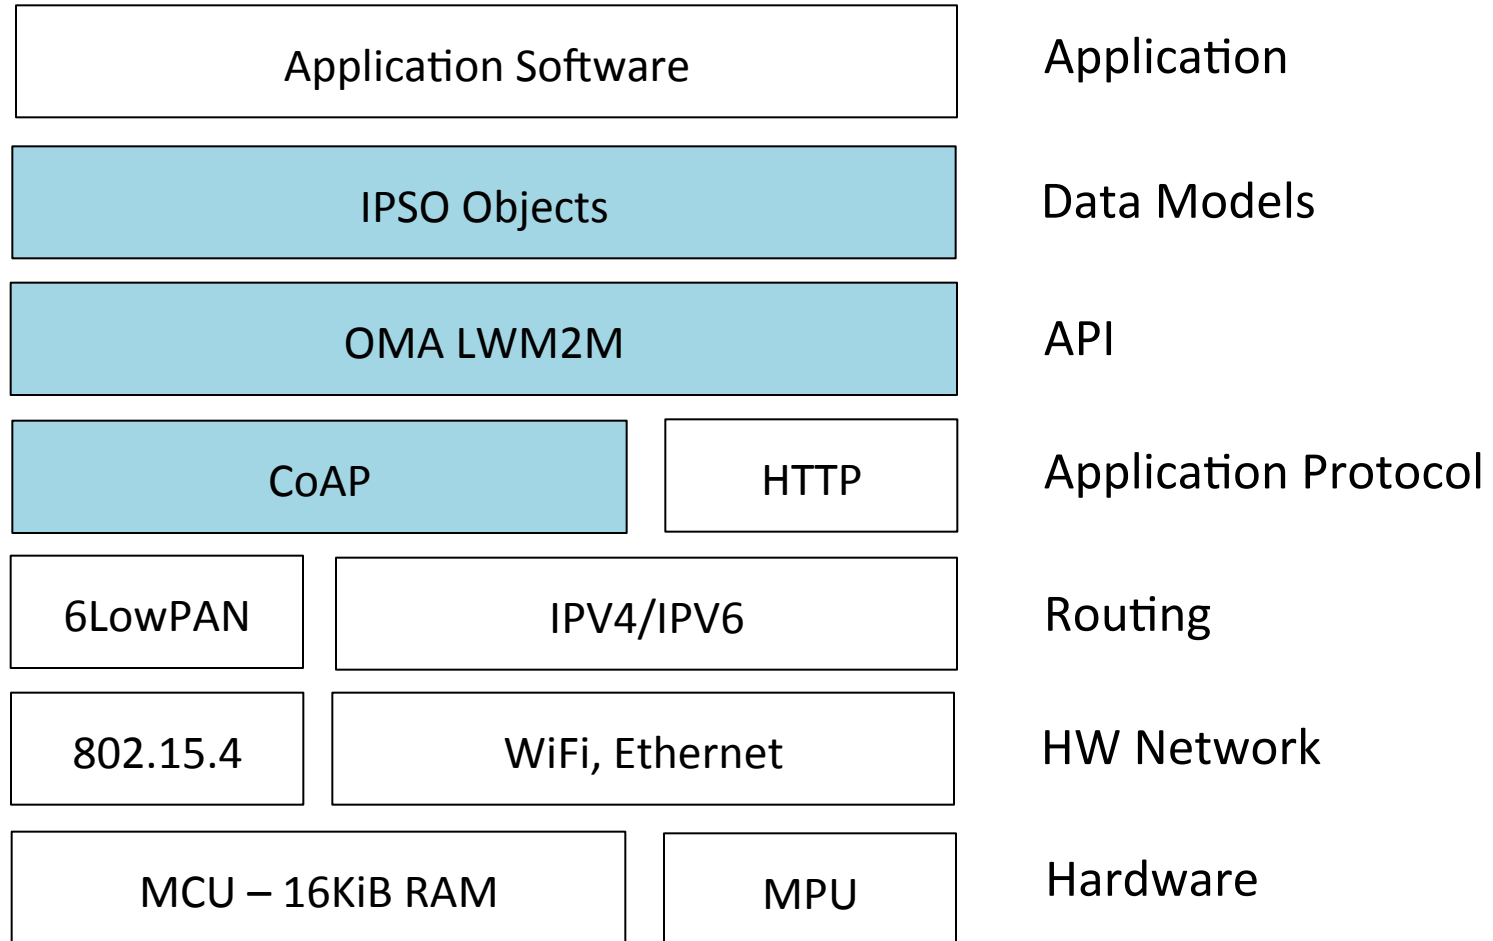 Application Software
Application
IPSO Objects
Data Models
OMA LWM2M
API
CoAP
HTTP
Application Protocol
6LowPAN
IPV4/IPV6
Routing
802.15.4
WiFi, Ethernet
HW Network
MCU – 16KiB RAM
MPU
Hardware